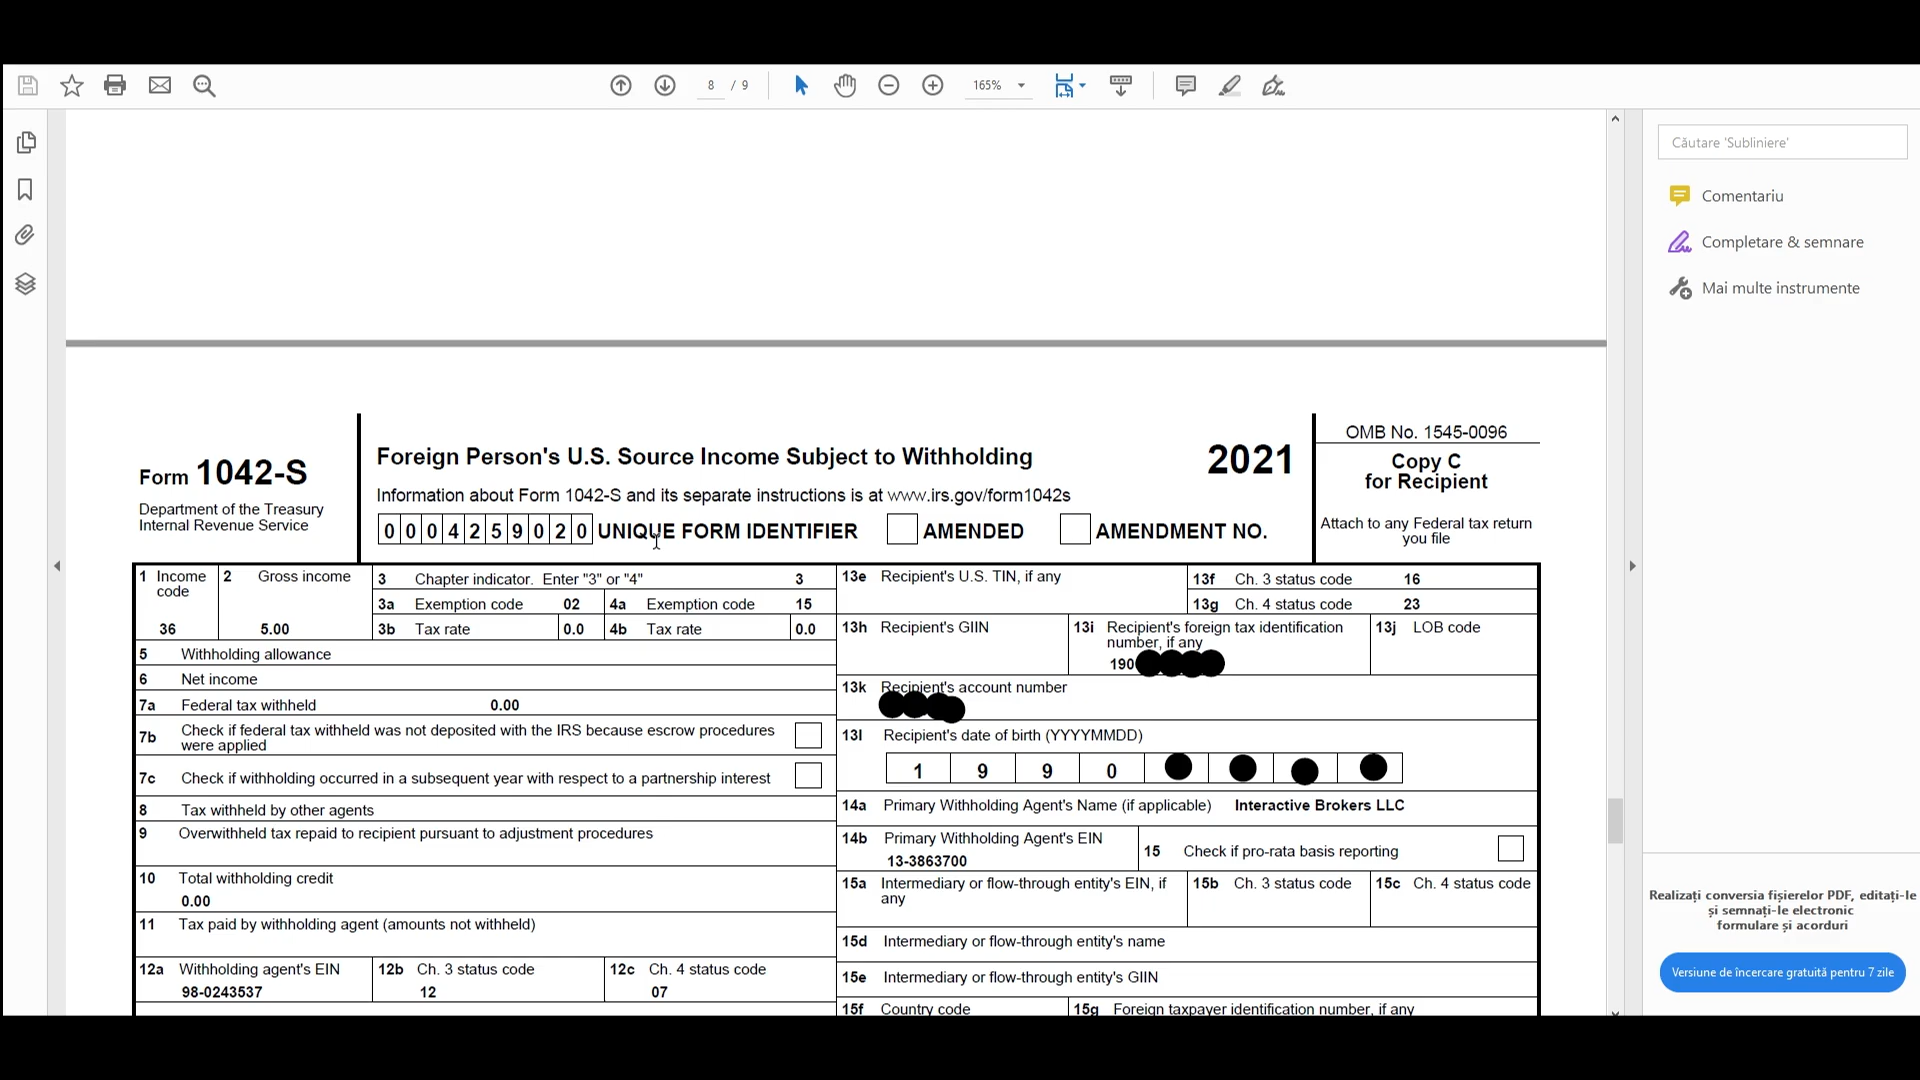 8 / 9
165%
Căutare 'Subliniere'
Comentariu
Completare & semnare
Mai multe instrumente
Form 1042-S
Department of the Treasury
Internal Revenue Service
Foreign Person's U.S. Source Income Subject to Withholding
2021
Information about Form 1042-S and its separate instructions is at www.irs.gov/form1042s
0004259020 UNIQUE FORM IDENTIFIER AMENDED AMENDMENT NO.
OMB No. 1545-0096
Copy C
for Recipient
Attach to any Federal tax return
you file
1 Income
code
36
2 Gross income
5.00
3 Chapter indicator. Enter "3" or "4" 3
3a Exemption code 02 4a Exemption code 15
3b Tax rate 0.0 4b Tax rate 0.0
5 Withholding allowance
6 Net income
7a Federal tax withheld 0.00
7b Check if federal tax withheld was not deposited with the IRS because escrow procedures
were applied
7c Check if withholding occurred in a subsequent year with respect to a partnership interest
8 Tax withheld by other agents
9 Overwithheld tax repaid to recipient pursuant to adjustment procedures
10 Total withholding credit
0.00
11 Tax paid by withholding agent (amounts not withheld)
12a Withholding agent's EIN
98-0243537
12b Ch. 3 status code
12
12c Ch. 4 status code
07
13e Recipient's U.S. TIN, if any
13f Ch. 3 status code 16
13g Ch. 4 status code 23
13h Recipient's GIIN
13i Recipient's foreign tax identification
number, if any
190
13j LOB code
13k Recipient's account number
13l Recipient's date of birth (YYYYMMDD)
1 9 9 0
14a Primary Withholding Agent's Name (if applicable) Interactive Brokers LLC
14b Primary Withholding Agent's EIN
13-3863700
15 Check if pro-rata basis reporting
15a Intermediary or flow-through entity's EIN, if
any
15b Ch. 3 status code
15c Ch. 4 status code
15d Intermediary or flow-through entity's name
15e Intermediary or flow-through entity's GIIN
15f Country code
15g Foreign taxpayer identification number, if any
Realizați conversia fișierelor PDF, editați-le
și semnați-le electronic
formulare și acorduri
Versiune de încercare gratuită pentru 7 zile